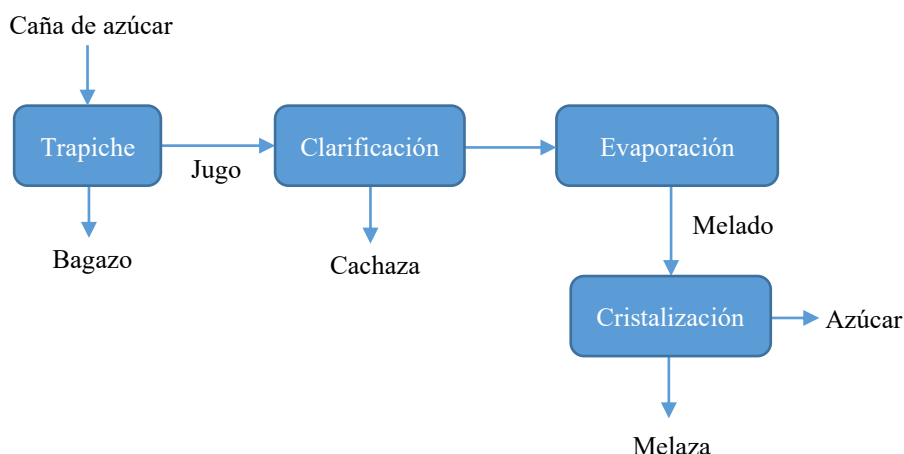 Caña de azúcar
Trapiche
Jugo
Clarificación
Evaporación
Bagazo
Cachaza
Melado
Cristalización
Azúcar
Melaza